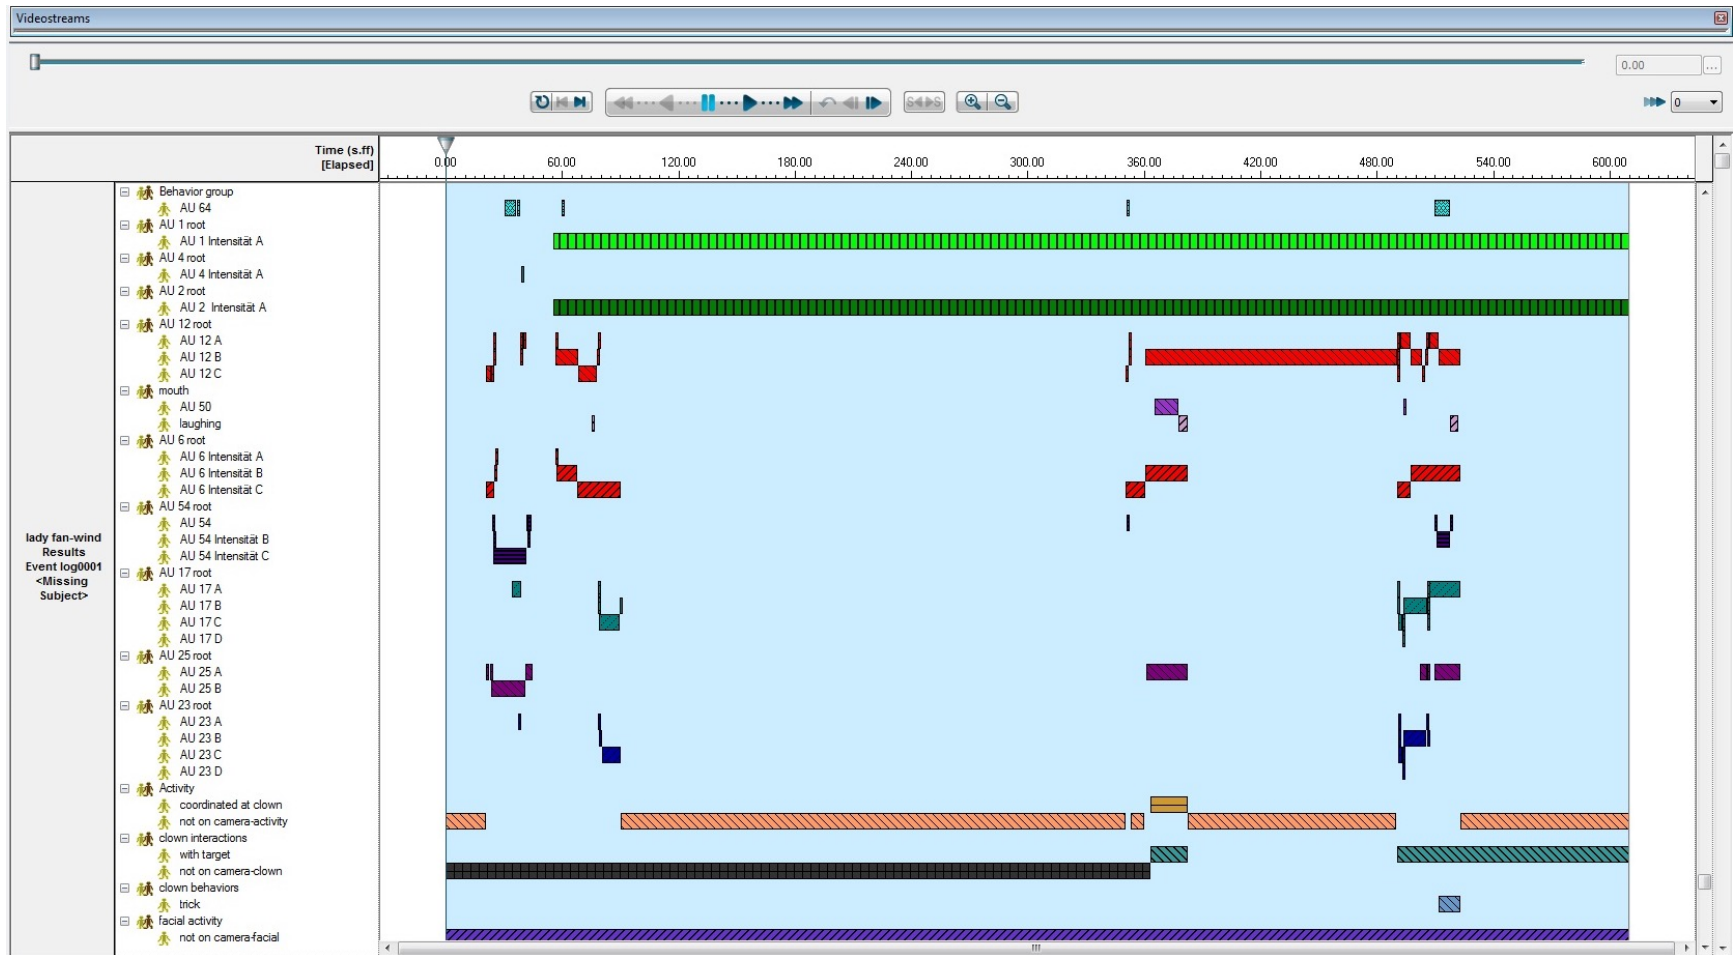 Videostreams
0.00
...
S S
0
Time (s.ff)
[Elapsed]
0.00 60.00 120.00 180.00 240.00 300.00 360.00 420.00 480.00 540.00 600.00
lady fan-wind
Results
Event log0001
<Missing
Subject>
Behavior group
AU 64
AU 1 root
AU 1 Intensität A
AU 4 root
AU 4 Intensität A
AU 2 root
AU 2 Intensität A
AU 12 root
AU 12 A
AU 12 B
AU 12 C
mouth
AU 50
laughing
AU 6 root
AU 6 Intensität A
AU 6 Intensität B
AU 6 Intensität C
AU 54 root
AU 54
AU 54 Intensität B
AU 54 Intensität C
AU 17 root
AU 17 A
AU 17 B
AU 17 C
AU 17 D
AU 25 root
AU 25 A
AU 25 B
AU 23 root
AU 23 A
AU 23 B
AU 23 C
AU 23 D
Activity
coordinated at clown
not on camera-activity
clown interactions
with target
not on camera-clown
clown behaviors
trick
facial activity
not on camera-facial